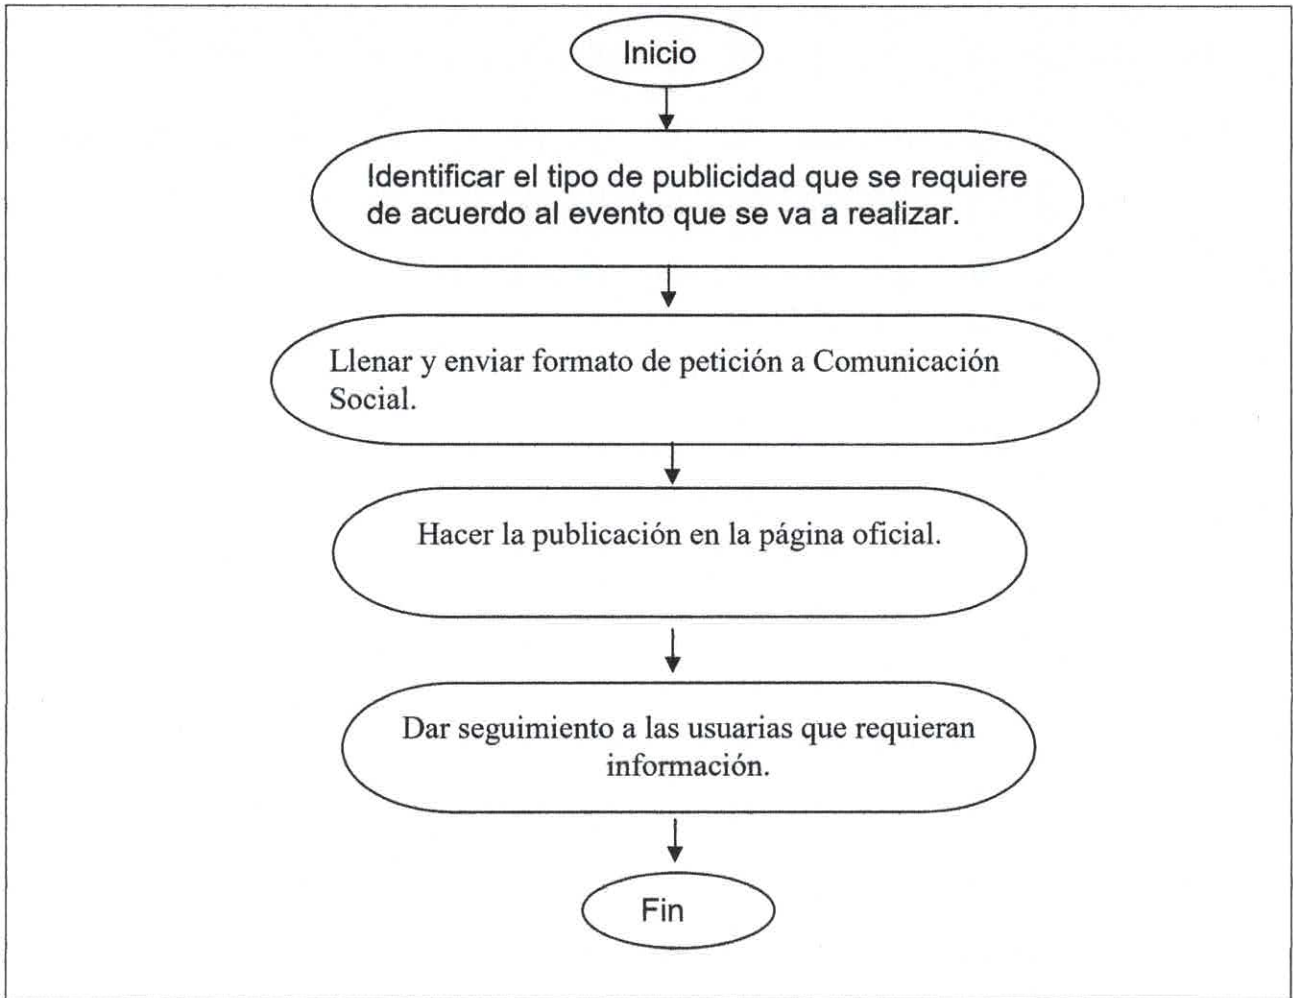 Inicio
Identificar el tipo de publicidad que se requiere
de acuerdo al evento que se va a realizar.
Llenar y enviar formato de petición a Comunicación
Social.
Hacer la publicación en la página oficial.
Dar seguimiento a las usuarias que requieran
información.
Fin